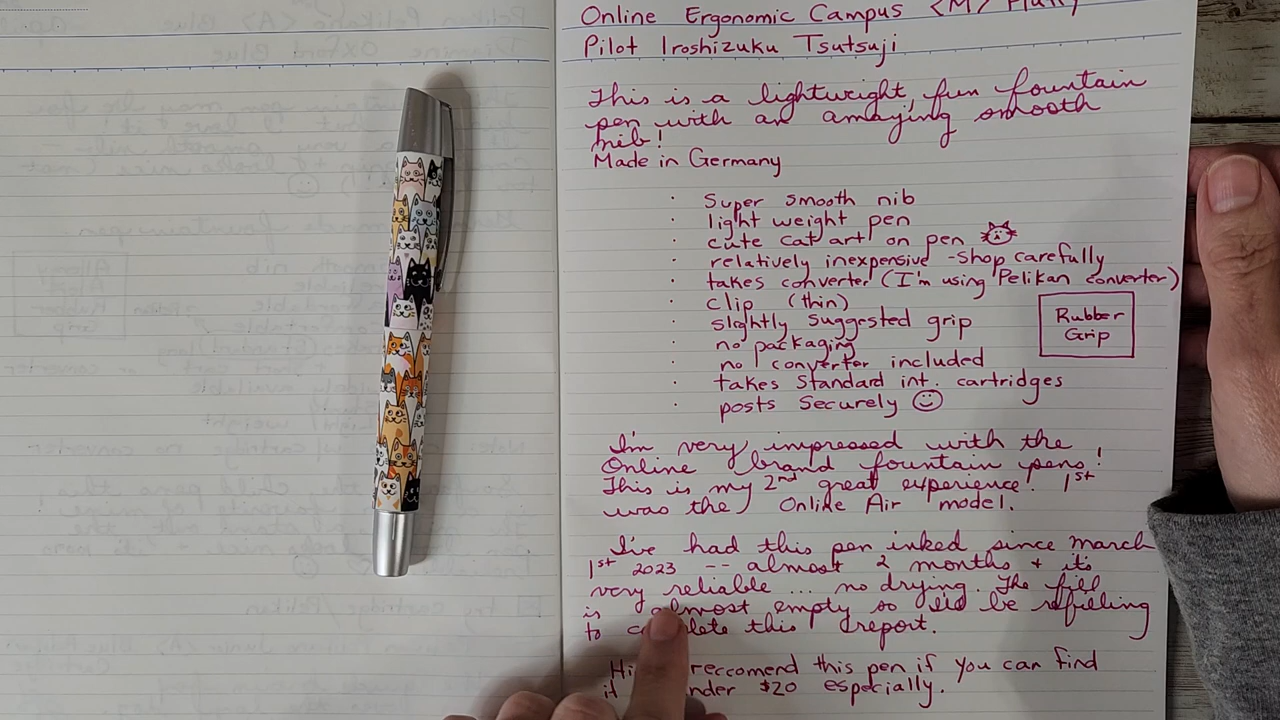 Online Ergonomic Campus <M> Fluffy
Pilot Iroshizuku Tsutsuji
This is a lightweight, fun fountain
pen with an amazing smooth
nib!
Made in Germany
· Super smooth nib
· light weight pen
· cute cat art on pen
· relatively inexpensive - shop carefully
· takes converter (I'm using Pelikan converter)
· clip (thin)
· slightly suggested grip
Rubber
Grip
· no packaging
· no converter included
· takes Standard int. cartridges
· posts Securely ☺
I'm very impressed with the
Online brand fountain pens!
This is my 2nd great experience! 1st
was the Online Air model.
I've had this pen inked since march
1st 2023 -- almost 2 months + it's
very reliable ... no drying. The fill
is almost empty so I'd be refilling
to this report.
reccomend this pen if you can find
$20 especially.